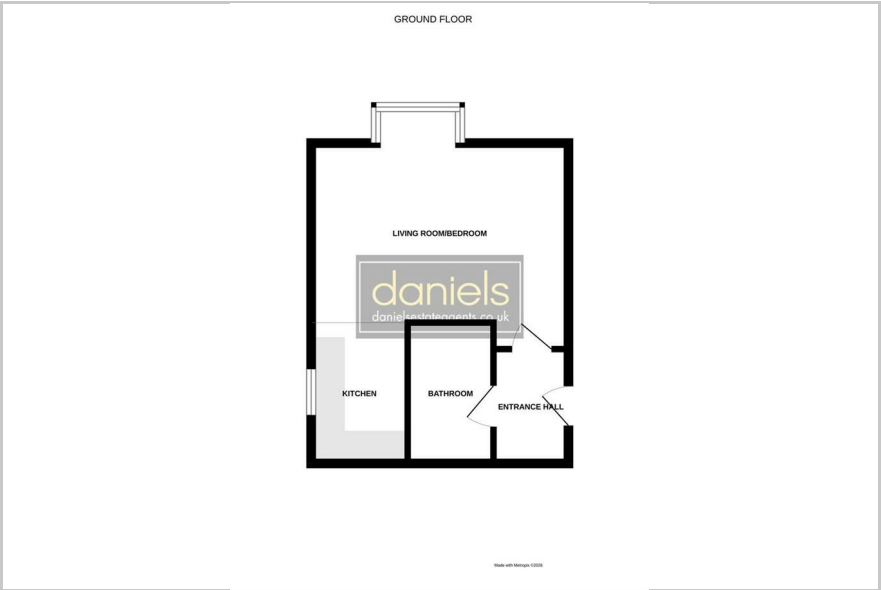 GROUND FLOOR
LIVING ROOM/BEDROOM
daniels
danielsestateagents.co.uk
KITCHEN
BATHROOM
ENTRANCE HALL
Made with Metropix ©2026